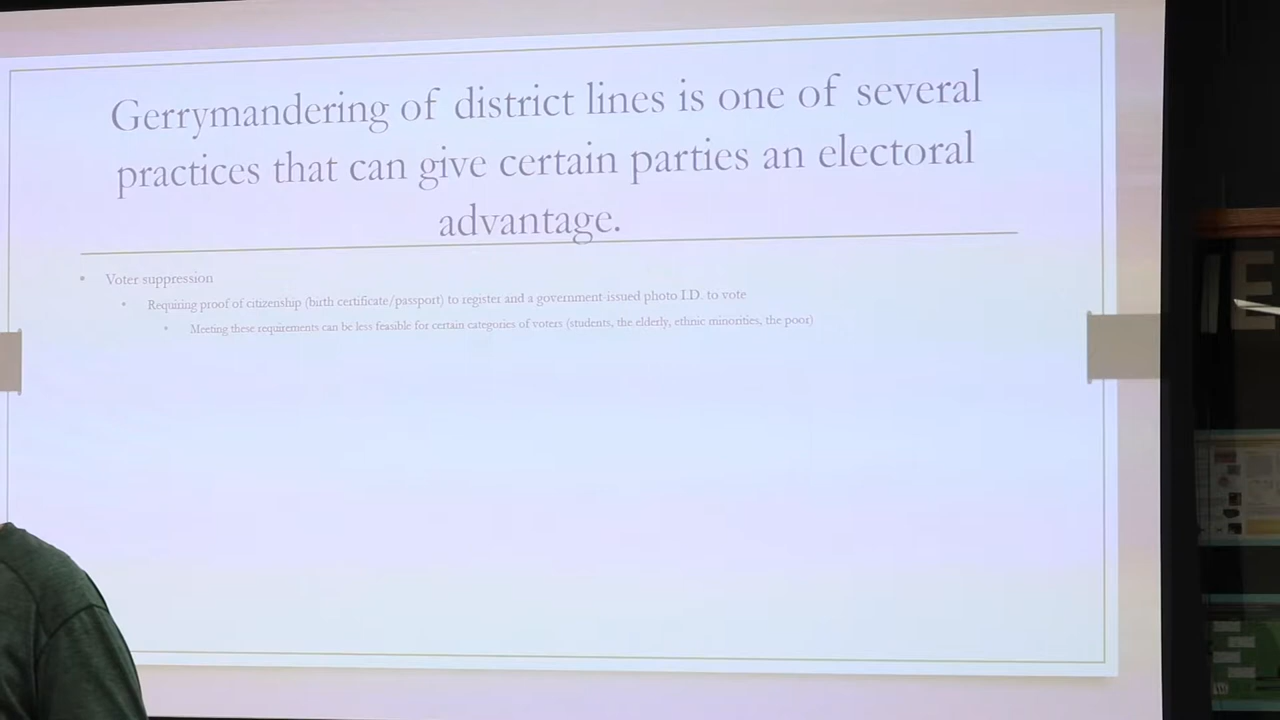 Gerrymandering of district lines is one of several
practices that can give certain parties an electoral
advantage.
Voter suppression
Requiring proof of citizenship (birth certificate/passport) to register and a government-issued photo I.D. to vote
Meeting these requirements can be less feasible for certain categories of voters (students, the elderly, ethnic minorities, the poor)